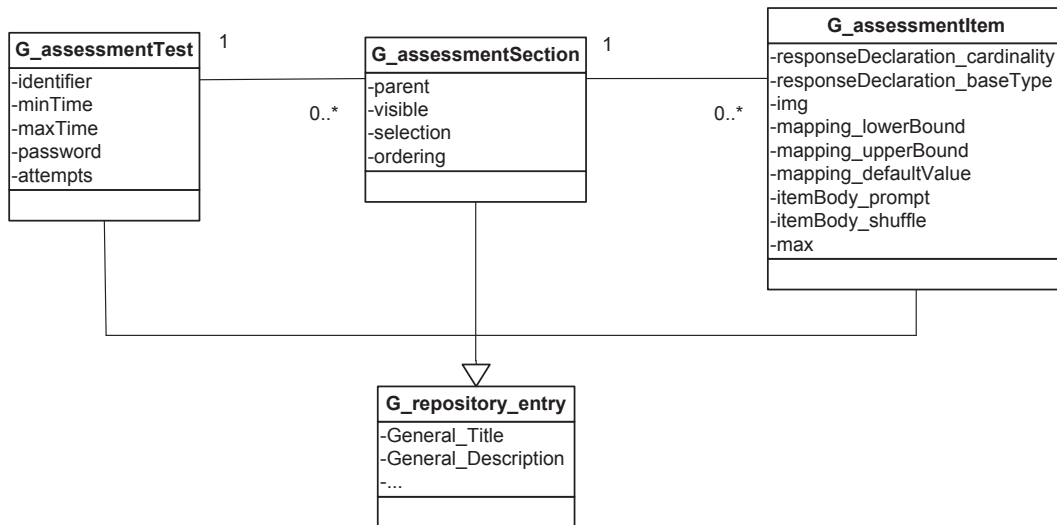 G_assessmentTest
-identifier
-minTime
-maxTime
-password
-attempts
1
0..*
G_assessmentSection
-parent
-visible
-selection
-ordering
1
0..*
G_assessmentItem
-responseDeclaration_cardinality
-responseDeclaration_baseType
-img
-mapping_lowerBound
-mapping_upperBound
-mapping_defaultValue
-itemBody_prompt
-itemBody_shuffle
-max
G_repository_entry
-General_Title
-General_Description
-...